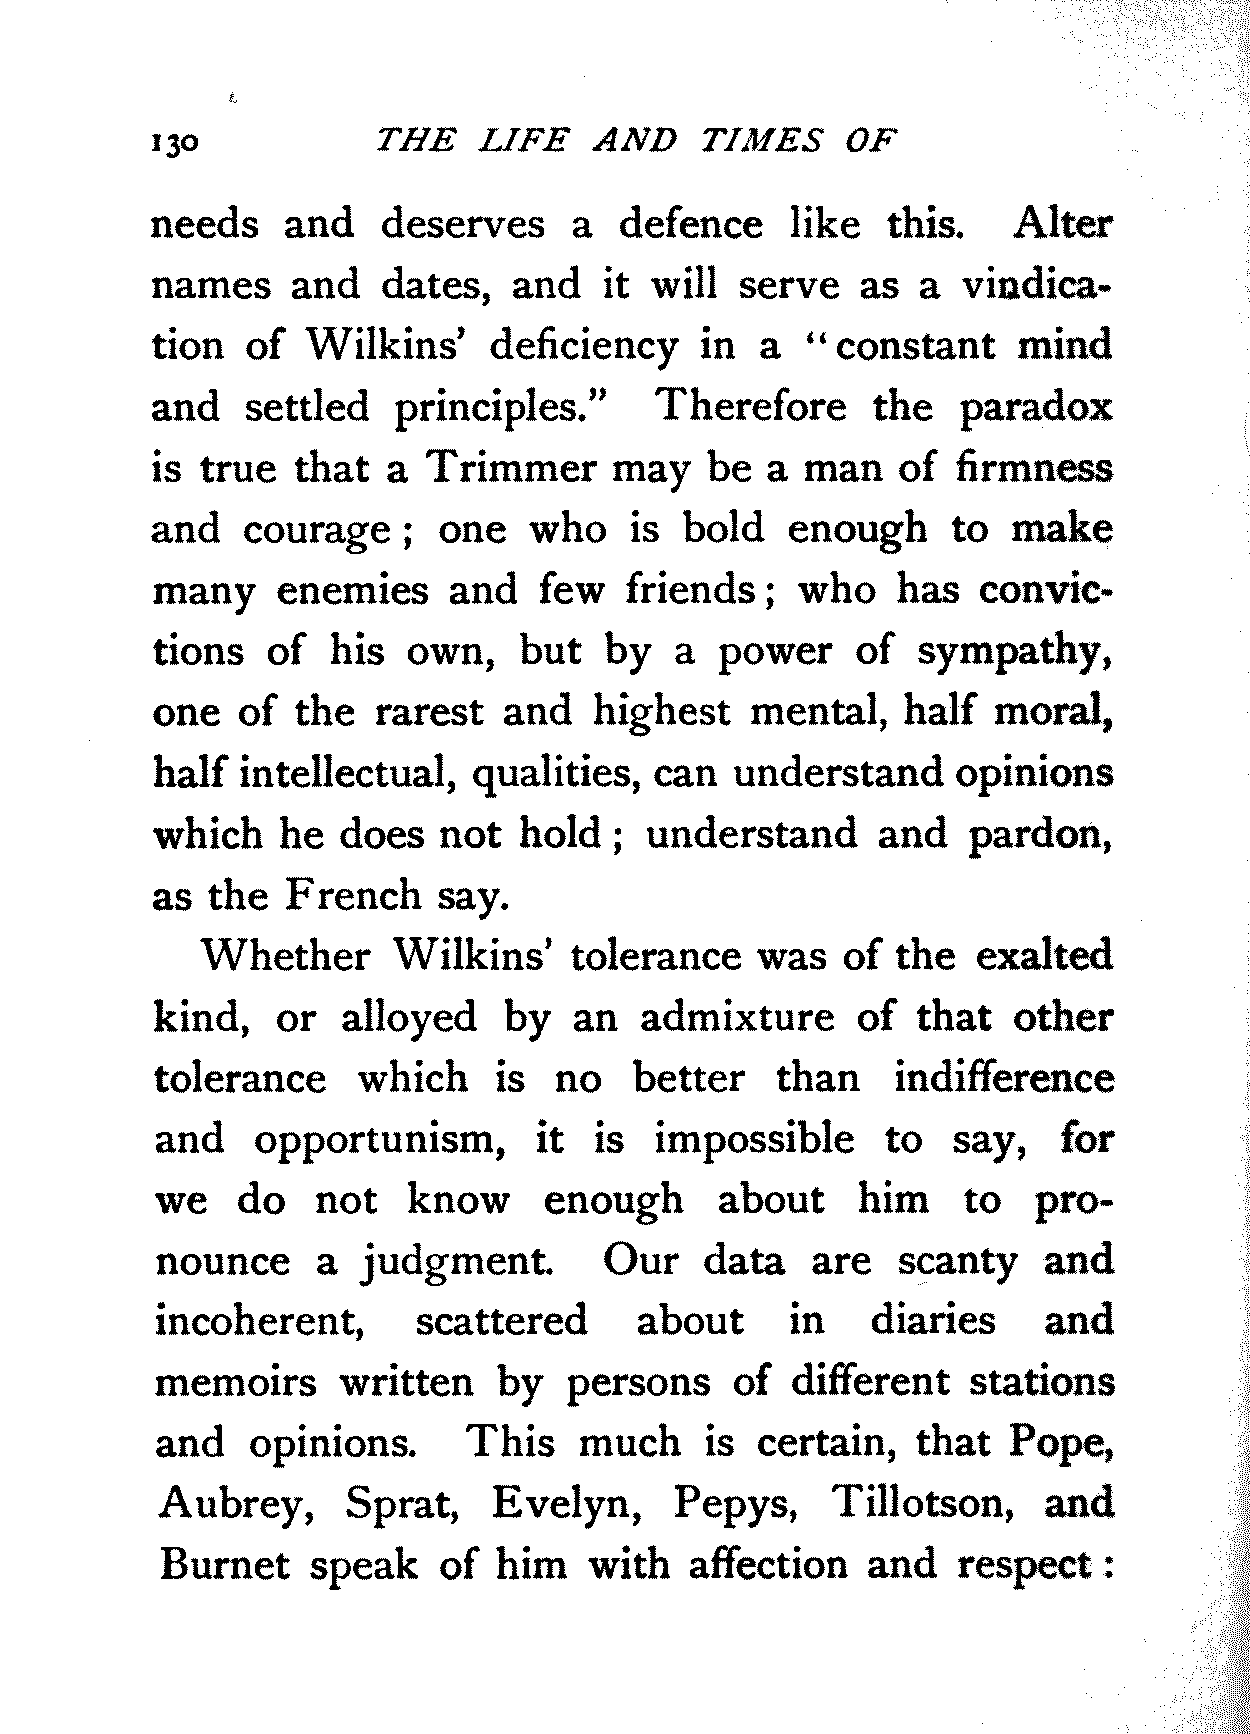 130 THE LIFE AND TIMES OF
needs and deserves a defence like this. Alter
names and dates, and it will serve as a vindica-
tion of Wilkins' deficiency in a "constant mind
and settled principles." Therefore the paradox
is true that a Trimmer may be a man of firmness
and courage; one who is bold enough to make
many enemies and few friends; who has convic-
tions of his own, but by a power of sympathy,
one of the rarest and highest mental, half moral,
half intellectual, qualities, can understand opinions
which he does not hold; understand and pardon,
as the French say.
Whether Wilkins' tolerance was of the exalted
kind, or alloyed by an admixture of that other
tolerance which is no better than indifference
and opportunism, it is impossible to say, for
we do not know enough about him to pro-
nounce a judgment. Our data are scanty and
incoherent, scattered about in diaries and
memoirs written by persons of different stations
and opinions. This much is certain, that Pope,
Aubrey, Sprat, Evelyn, Pepys, Tillotson, and
Burnet speak of him with affection and respect: